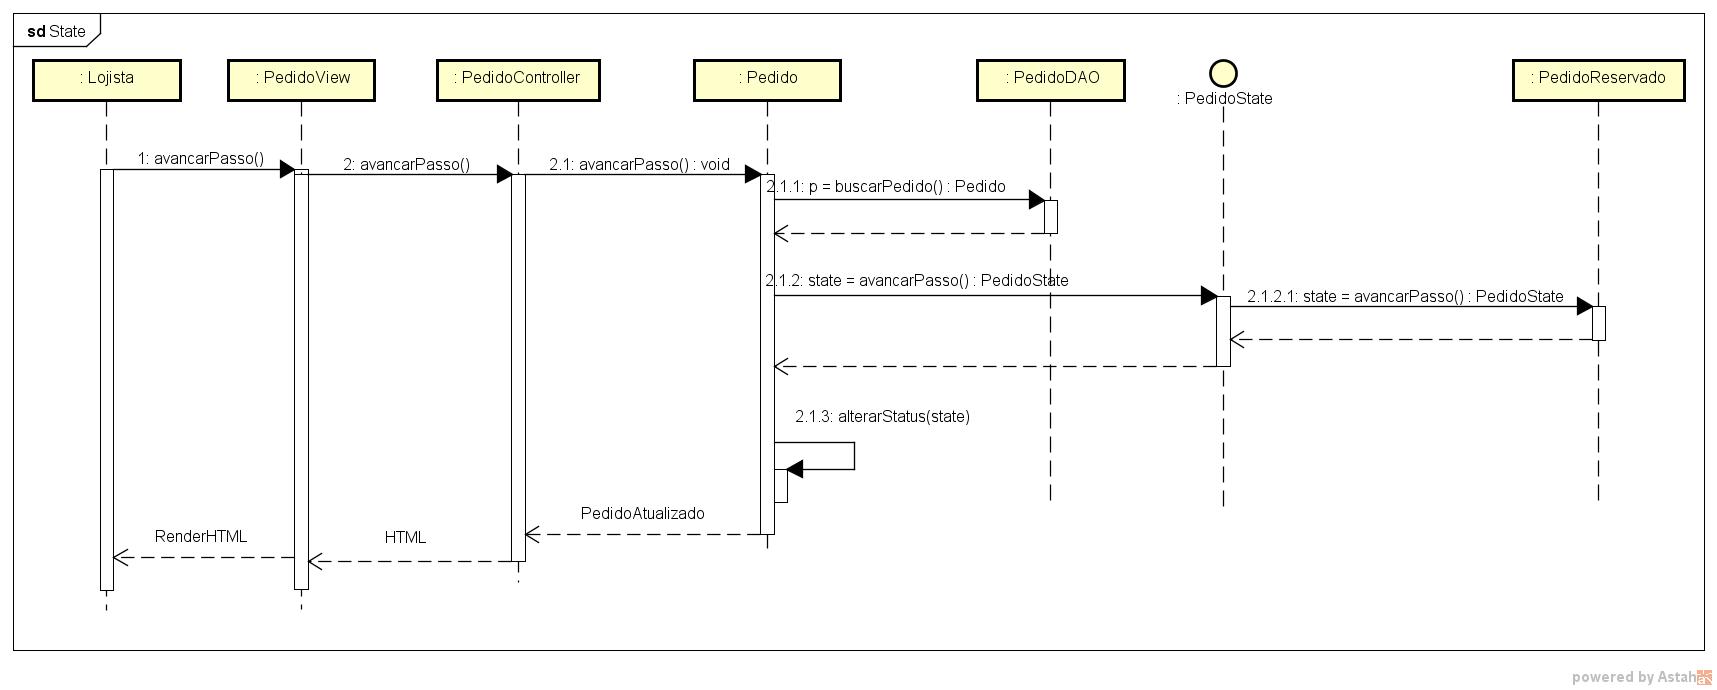 sd State
: Lojista
: PedidoView
: PedidoController
: Pedido
: PedidoDAO
: PedidoState
: PedidoReservado
1: avancarPasso()
2: avancarPasso()
2.1: avancarPasso() : void
2.1.1: p = buscarPedido() : Pedido
2.1.2: state = avancarPasso() : PedidoState
2.1.2.1: state = avancarPasso() : PedidoState
2.1.3: alterarStatus(state)
PedidoAtualizado
HTML
RenderHTML
powered by Astah